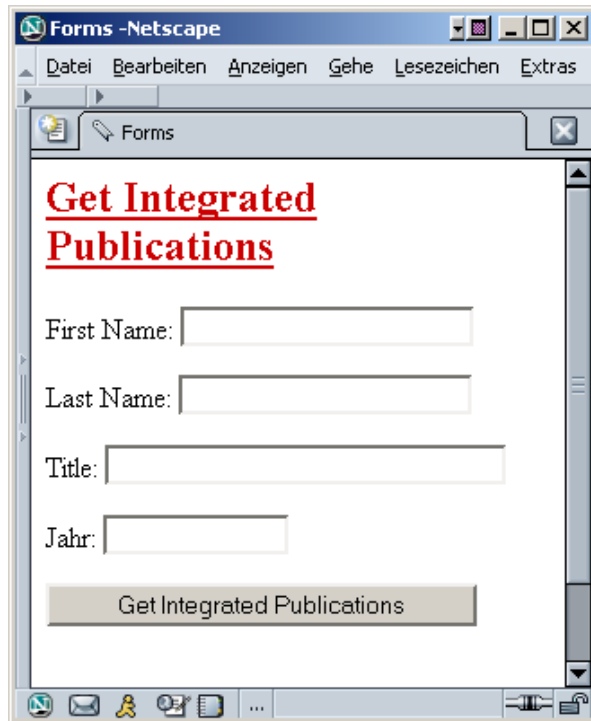 Forms -Netscape
Datei Bearbeiten Anzeigen Gehe Lesezeichen Extras
Forms
Get Integrated
Publications
First Name:
Last Name:
Title:
Jahr:
Get Integrated Publications
...